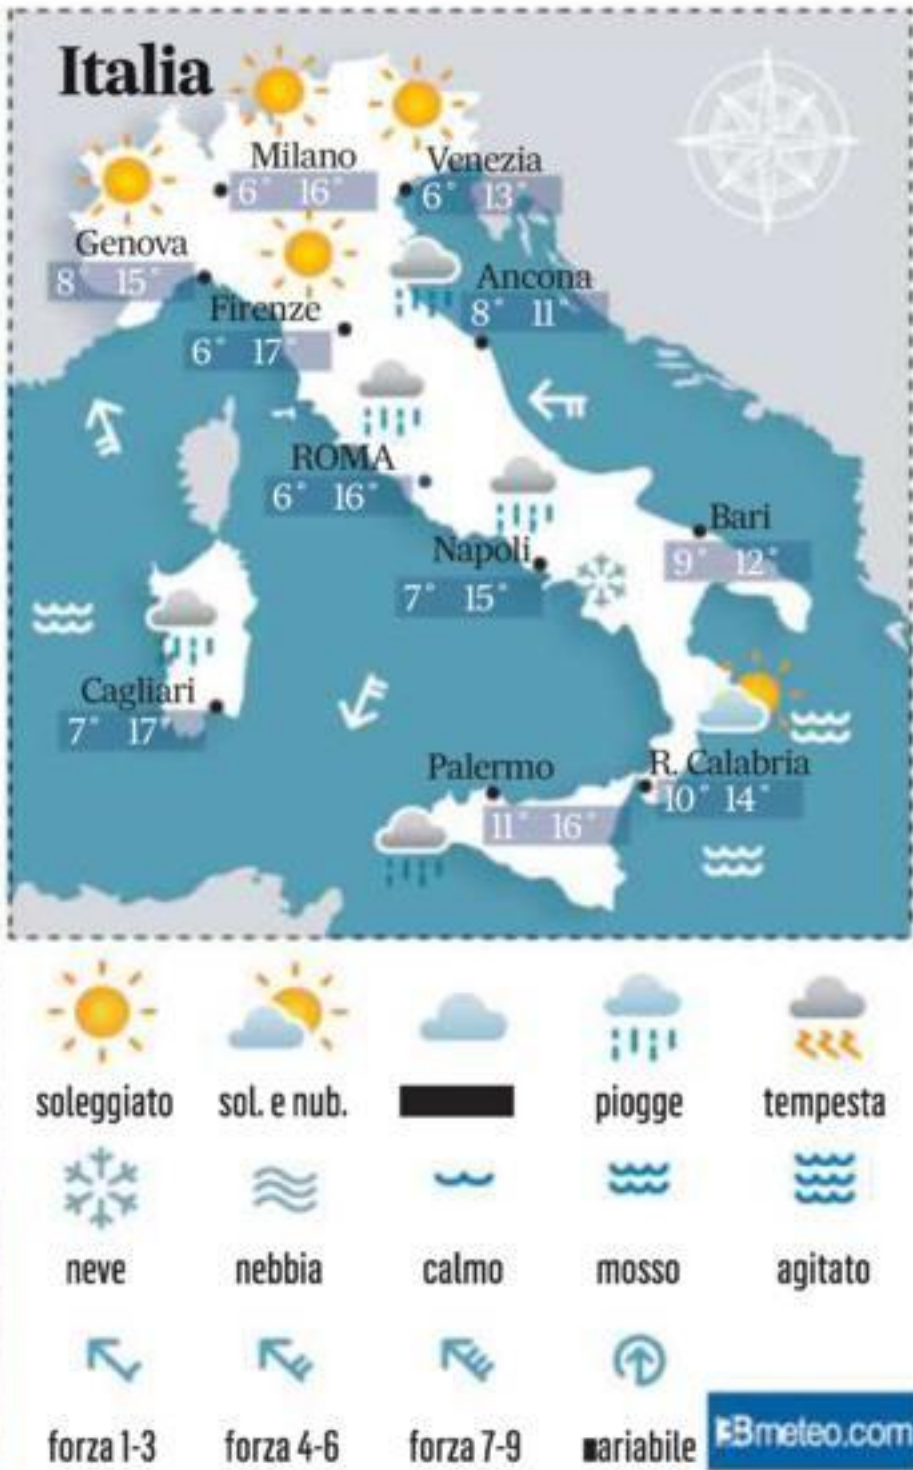 Italia
Milano
6° 16°
Venezia
6° 13°
Genova
8° 15°
Firenze
6° 17°
Ancona
8° 11°
ROMA
6° 16°
Bari
9° 12°
Napoli
7° 15°
Cagliari
7° 17°
Palermo
11° 16°
R. Calabria
10° 14°
soleggiato sol. e nub. piogge tempesta
neve nebbia calmo mosso agitato
forza 1-3 forza 4-6 forza 7-9 ariabile
3Bmeteo.com